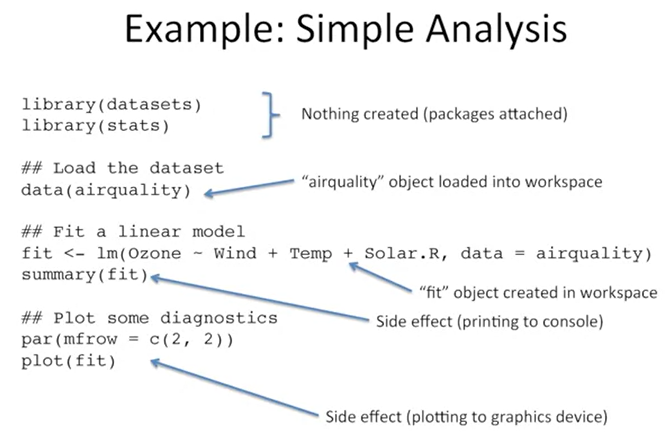 Example: Simple Analysis
library(datasets)
library(stats)
Nothing created (packages attached)
## Load the dataset
data(airquality)
“airquality” object loaded into workspace
## Fit a linear model
fit <- lm(Ozone ~ Wind + Temp + Solar.R, data = airquality)
summary(fit)
“fit” object created in workspace
Side effect (printing to console)
## Plot some diagnostics
par(mfrow = c(2, 2))
plot(fit)
Side effect (plotting to graphics device)